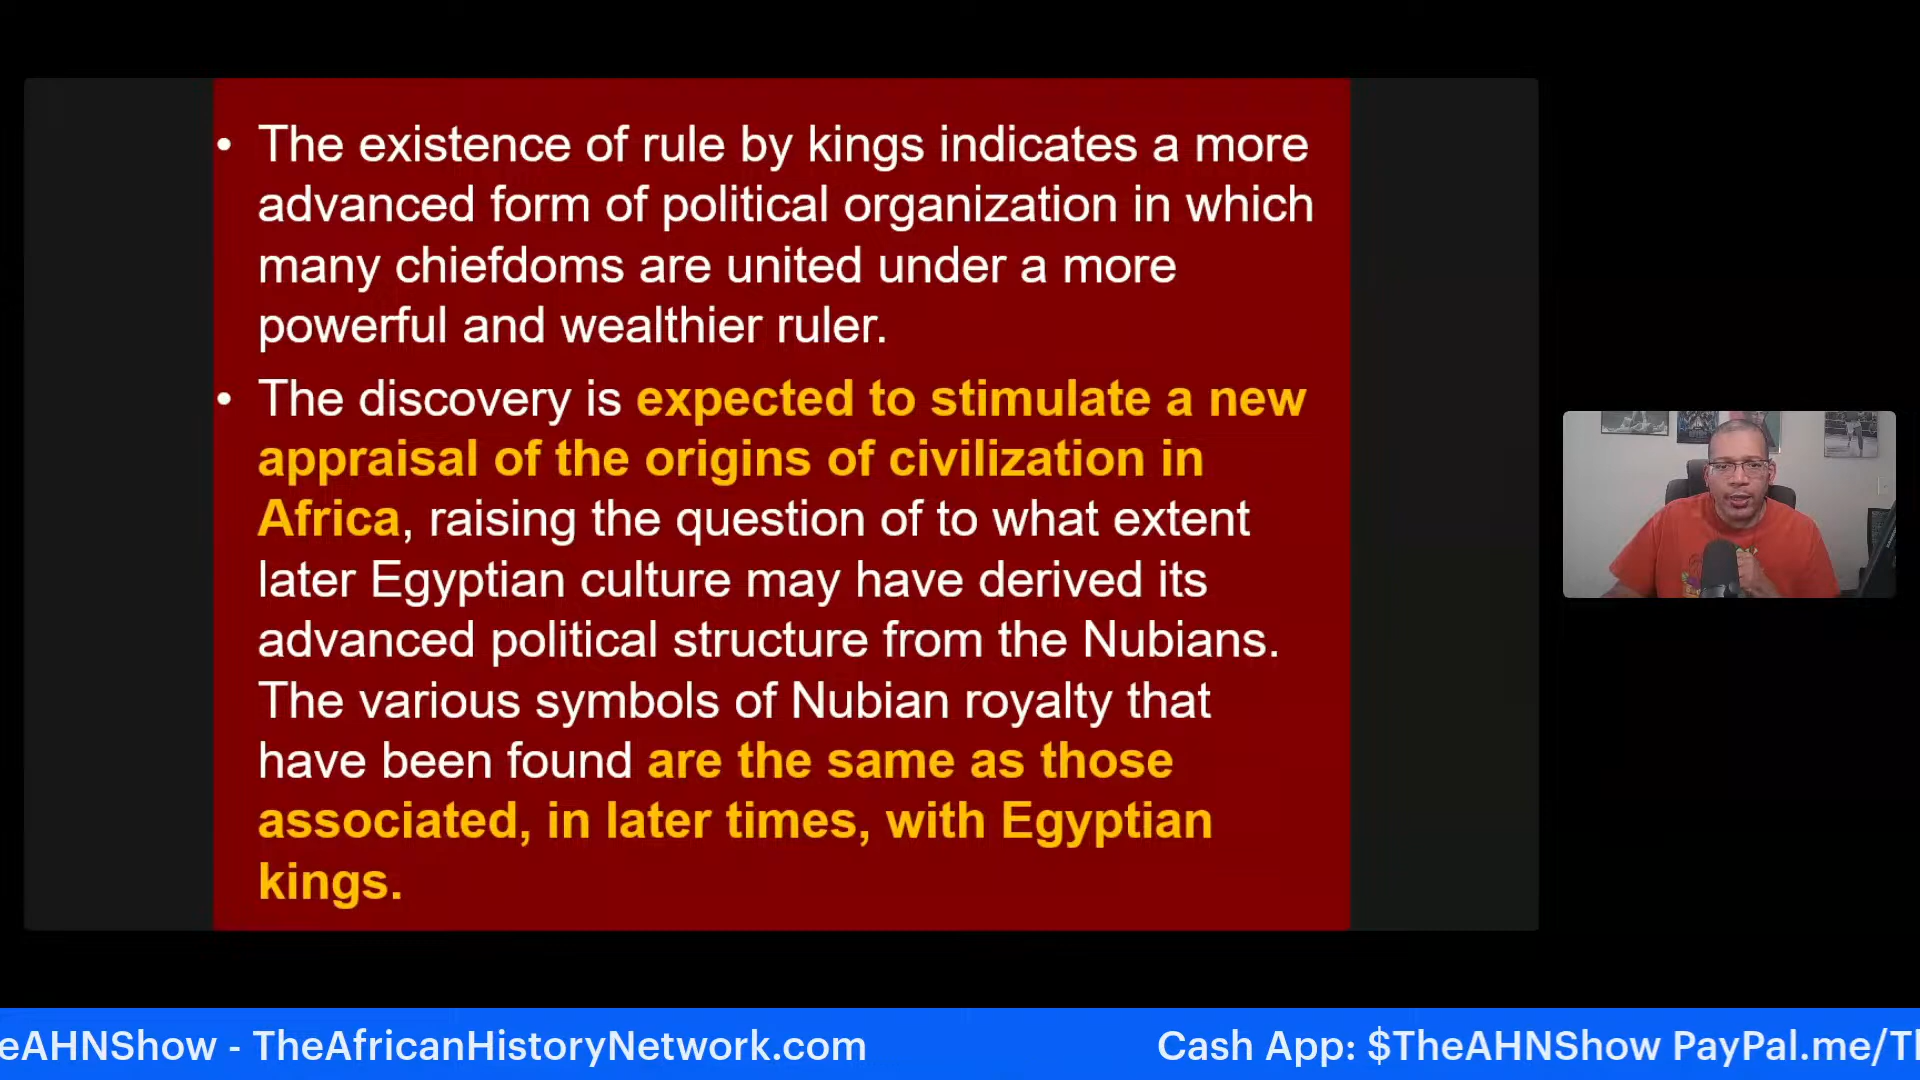 • The existence of rule by kings indicates a more
advanced form of political organization in which
many chiefdoms are united under a more
powerful and wealthier ruler.
• The discovery is expected to stimulate a new
appraisal of the origins of civilization in
Africa, raising the question of to what extent
later Egyptian culture may have derived its
advanced political structure from the Nubians.
The various symbols of Nubian royalty that
have been found are the same as those
associated, in later times, with Egyptian
kings.
eAHNShow - TheAfricanHistoryNetwork.com
Cash App: $TheAHNShow PayPal.me/Th